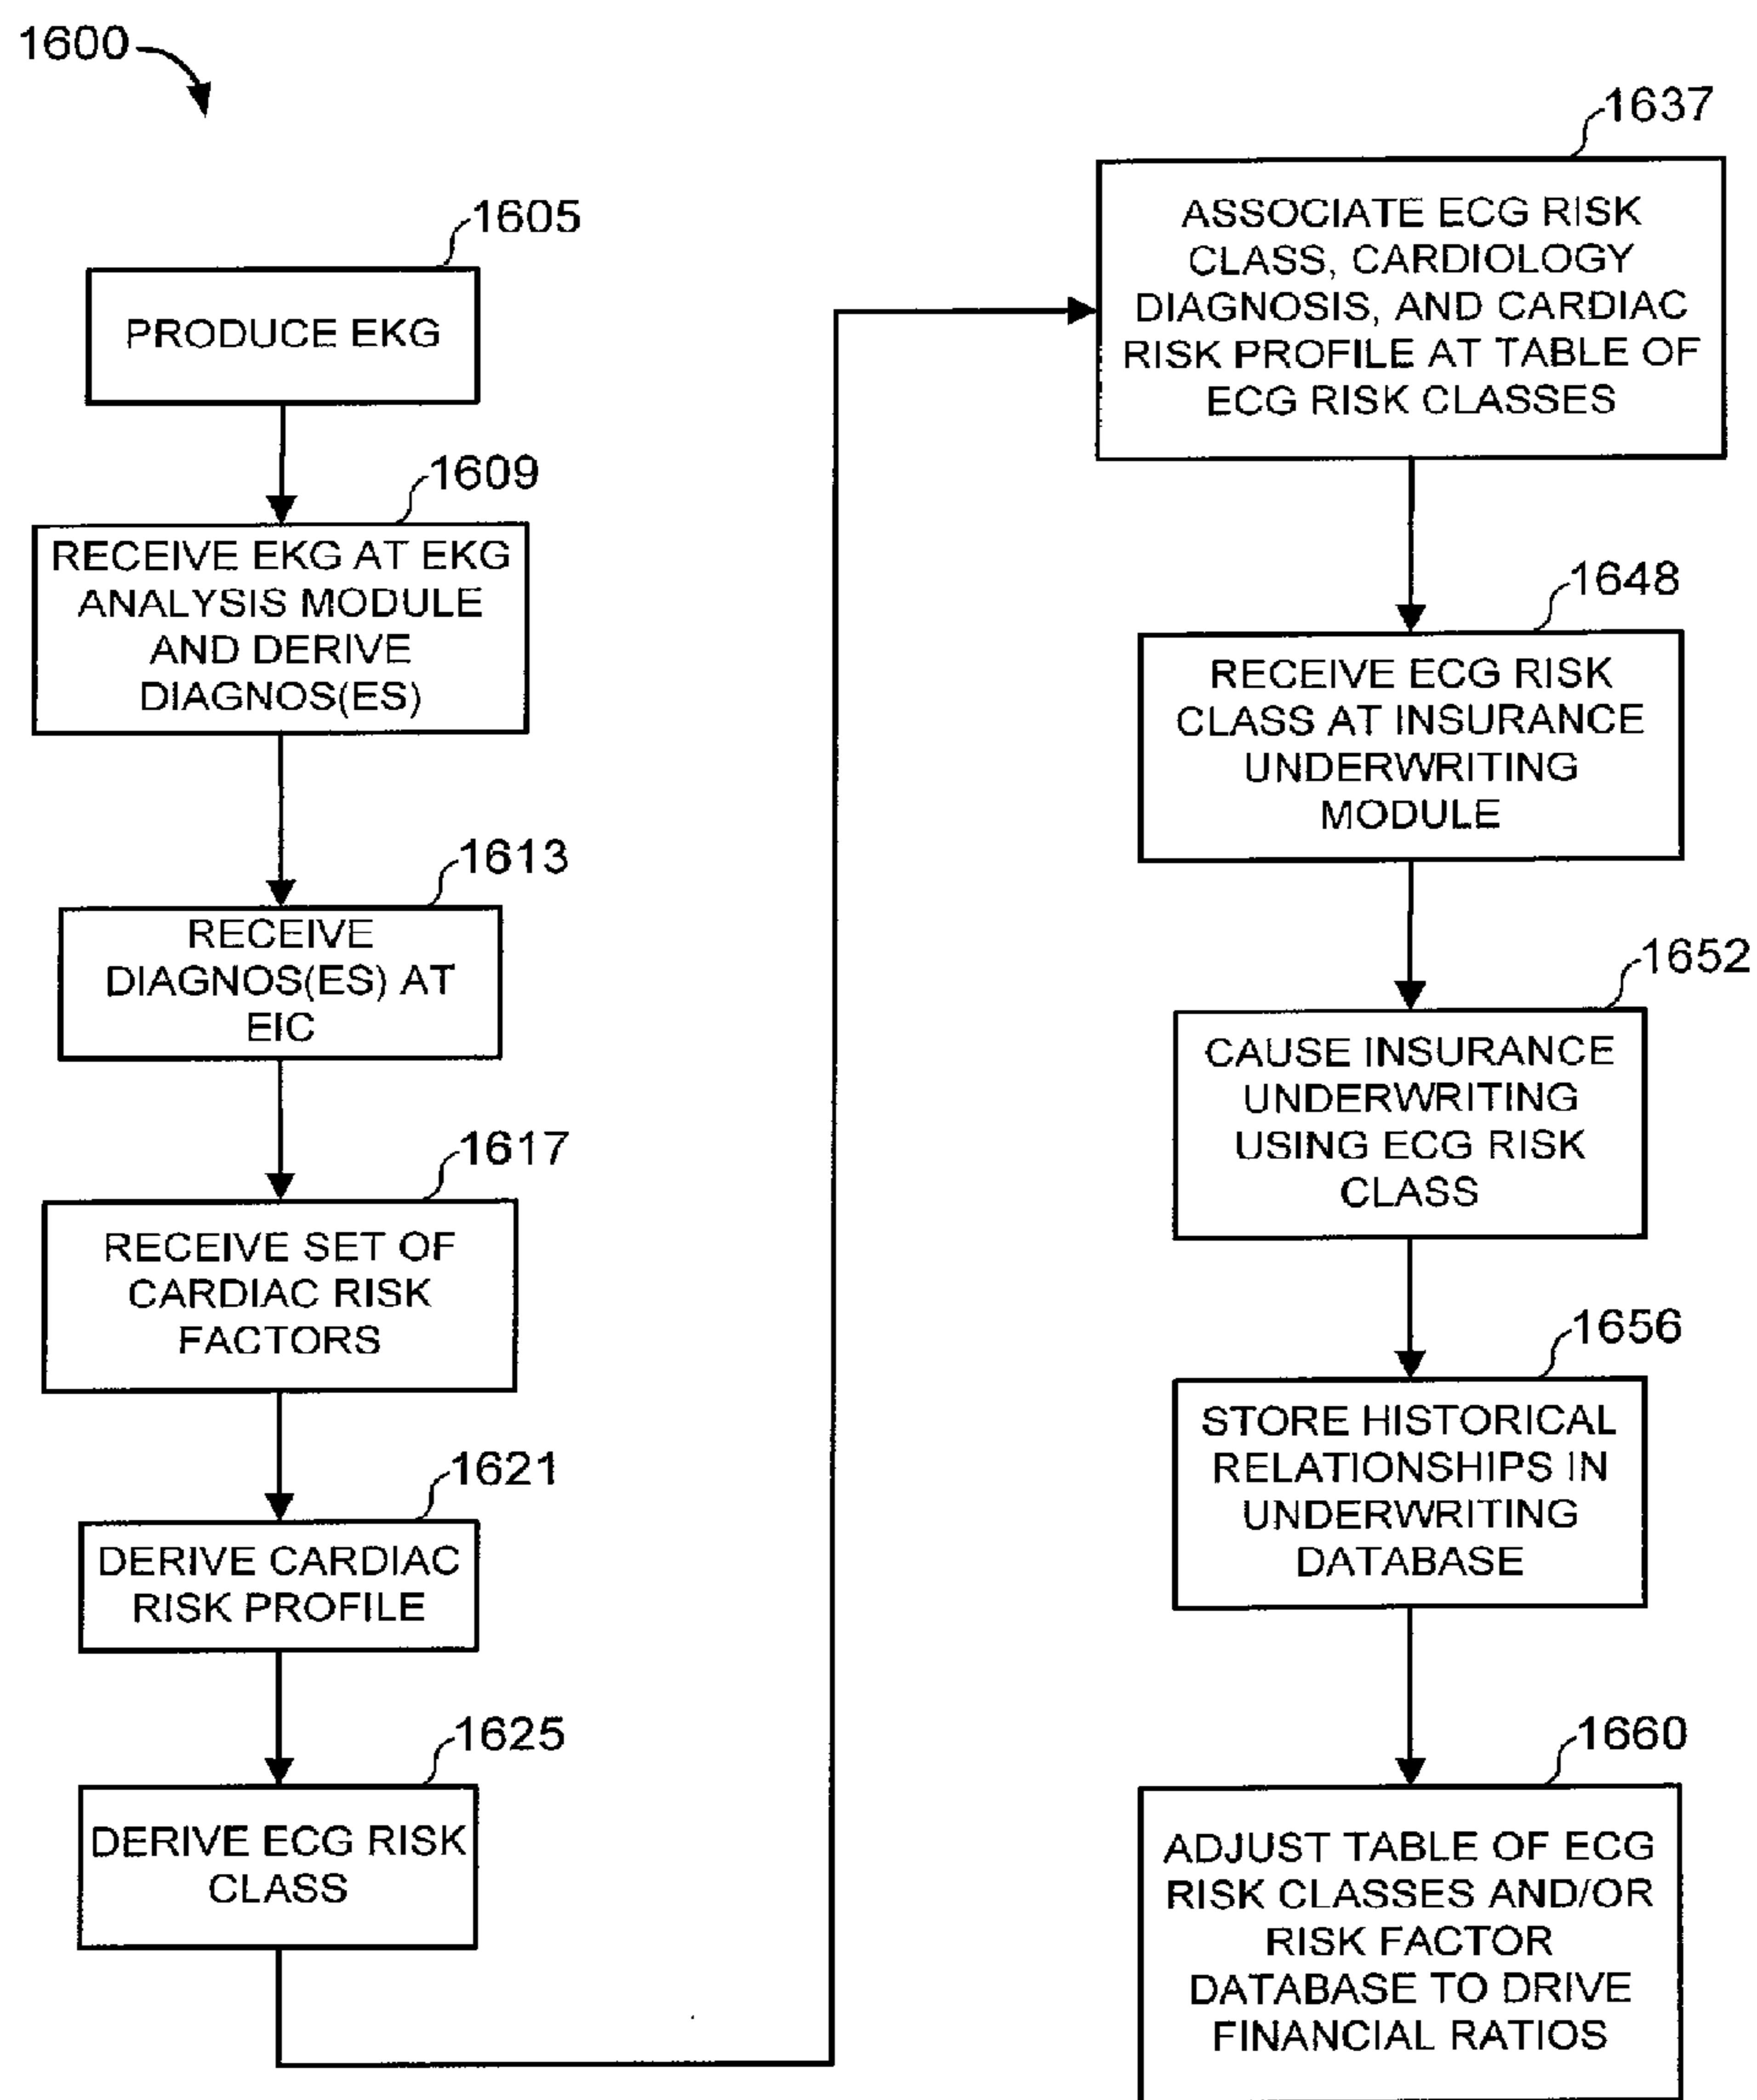 1600
1605
PRODUCE EKG
1609
RECEIVE EKG AT EKG
ANALYSIS MODULE
AND DERIVE
DIAGNOS(ES)
1613
RECEIVE
DIAGNOS(ES) AT
EIC
1617
RECEIVE SET OF
CARDIAC RISK
FACTORS
1621
DERIVE CARDIAC
RISK PROFILE
1625
DERIVE ECG RISK
CLASS
1637
ASSOCIATE ECG RISK
CLASS, CARDIOLOGY
DIAGNOSIS, AND CARDIAC
RISK PROFILE AT TABLE OF
ECG RISK CLASSES
1648
RECEIVE ECG RISK
CLASS AT INSURANCE
UNDERWRITING
MODULE
1652
CAUSE INSURANCE
UNDERWRITING
USING ECG RISK
CLASS
1656
STORE HISTORICAL
RELATIONSHIPS IN
UNDERWRITING
DATABASE
1660
ADJUST TABLE OF ECG
RISK CLASSES AND/OR
RISK FACTOR
DATABASE TO DRIVE
FINANCIAL RATIOS